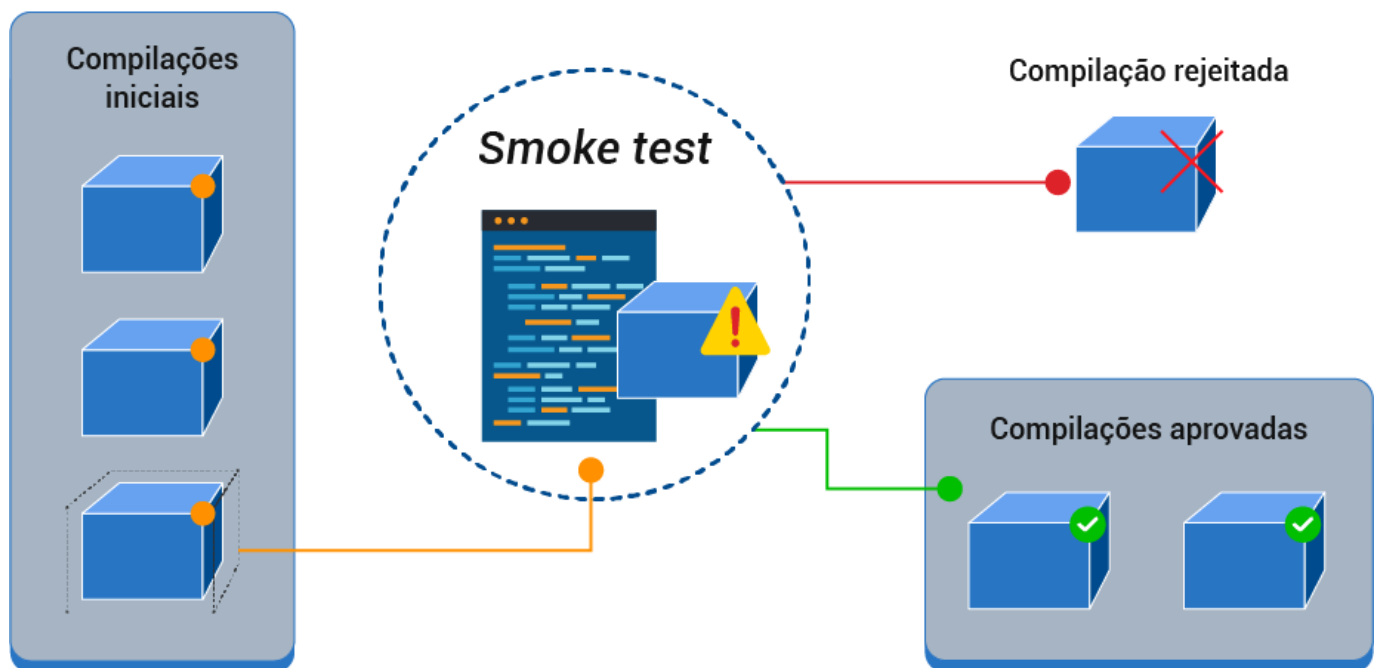 Compilações
iniciais
Smoke test
Compilação rejeitada
Compilações aprovadas